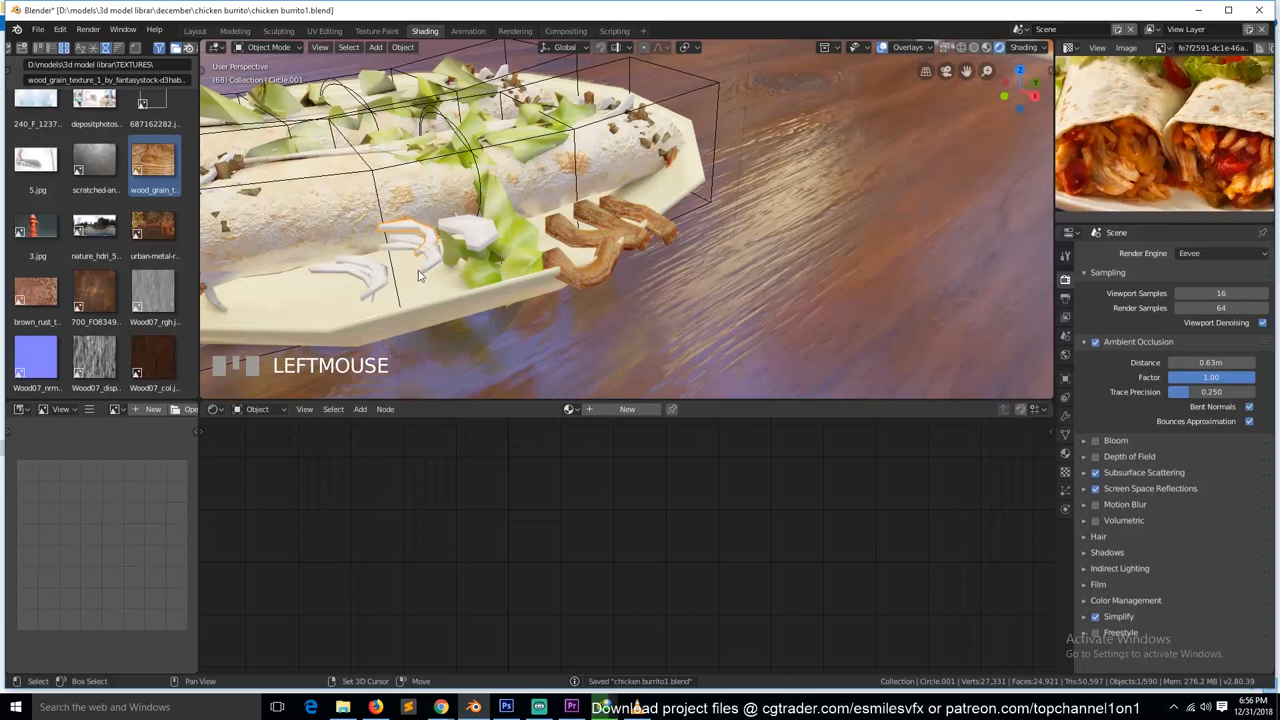 Blender* [D:\models\3d model librar\december\chicken burrito\chicken burrito1.blend]
File Edit Render Window Help
Layout Modeling Sculpting UV Editing Texture Paint Shading Animation Rendering Compositing Scripting
Scene View Layer
Object Mode View Select Add Object Global Overlays Shading View Image fe7f2591-dc1e-46a..
D:\models\3d model librar\TEXTURES\
wood_grain_texture_1_by_fantasystock-d3hab..
User Perspective
(68) Collection | Circle.001
240_F_1237.. depositphotos.. 687162282.j..
5.jpg scratched-an.. wood_grain_t..
3.jpg nature_hdri_5.. urban-metal-r..
brown_rust_t.. 700_FO8349.. Wood07_rgh.j..
Wood07_nrm.. Wood07_disp.. Wood07_col.j..
LEFTMOUSE
Scene
Render Engine Eevee
Sampling
Viewport Samples 16
Render Samples 64
Viewport Denoising
Ambient Occlusion
Distance 0.63m
Factor 1.00
Trace Precision 0.250
Bent Normals
Bounces Approximation
Bloom
Depth of Field
Subsurface Scattering
Screen Space Reflections
Motion Blur
Volumetric
Hair
Shadows
Indirect Lighting
Film
Color Management
Simplify
Freestyle
View New Ope
Object View Select Add Node New
Activate Windows
Go to Settings to activate Windows.
Select Box Select Pan View Set 3D Cursor Move Saved "chicken burrito1.blend" Collection | Circle.001 | Verts:27,331 | Faces:24,921 | Tris:50,597 | Objects:1/590 | Mem: 276.2 MB | v2.80.39
Search Windows
Download project files @ cgtrader.com/esmilesvfx or patreon.com/topchannel1on1
6:56 PM
12/31/2018